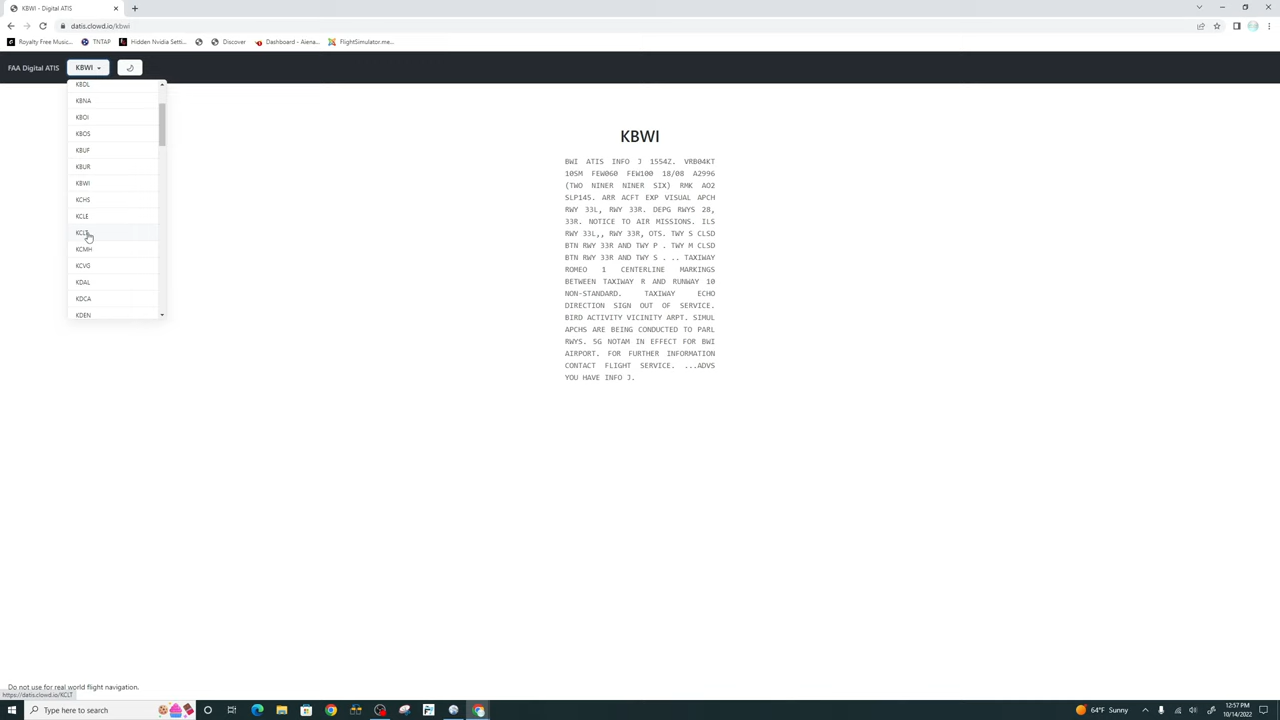 KBWI - Digital ATIS
datis.clowd.io/kbwi
Royalty Free Music...
TNTAP
Hidden Nvidia Setti...
Discover
Dashboard - Aiena...
FlightSimulator.me...
FAA Digital ATIS
KBWI
KBDL
KBNA
KBOI
KBOS
KBUF
KBUR
KBWI
KCHS
KCLE
KCLT
KCMH
KCVG
KDAL
KDCA
KDEN
KBWI
BWI ATIS INFO J 1554Z. VRB04KT
10SM FEW060 FEW100 18/08 A2996
(TWO NINER NINER SIX) RMK AO2
SLP145. ARR ACFT EXP VISUAL APCH
RWY 33L, RWY 33R. DEPG RWYS 28,
33R. NOTICE TO AIR MISSIONS. ILS
RWY 33L,, RWY 33R, OTS. TWY S CLSD
BTN RWY 33R AND TWY P . TWY M CLSD
BTN RWY 33R AND TWY S . .. TAXIWAY
ROMEO 1 CENTERLINE MARKINGS
BETWEEN TAXIWAY R AND RUNWAY 10
NON-STANDARD. TAXIWAY ECHO
DIRECTION SIGN OUT OF SERVICE.
BIRD ACTIVITY VICINITY ARPT. SIMUL
APCHS ARE BEING CONDUCTED TO PARL
RWYS. 5G NOTAM IN EFFECT FOR BWI
AIRPORT. FOR FURTHER INFORMATION
CONTACT FLIGHT SERVICE. ...ADVS
YOU HAVE INFO J.
Do not use for real world flight navigation.
https://datis.clowd.io/KCLT
Type here to search
64°F Sunny
12:57 PM
10/14/2022